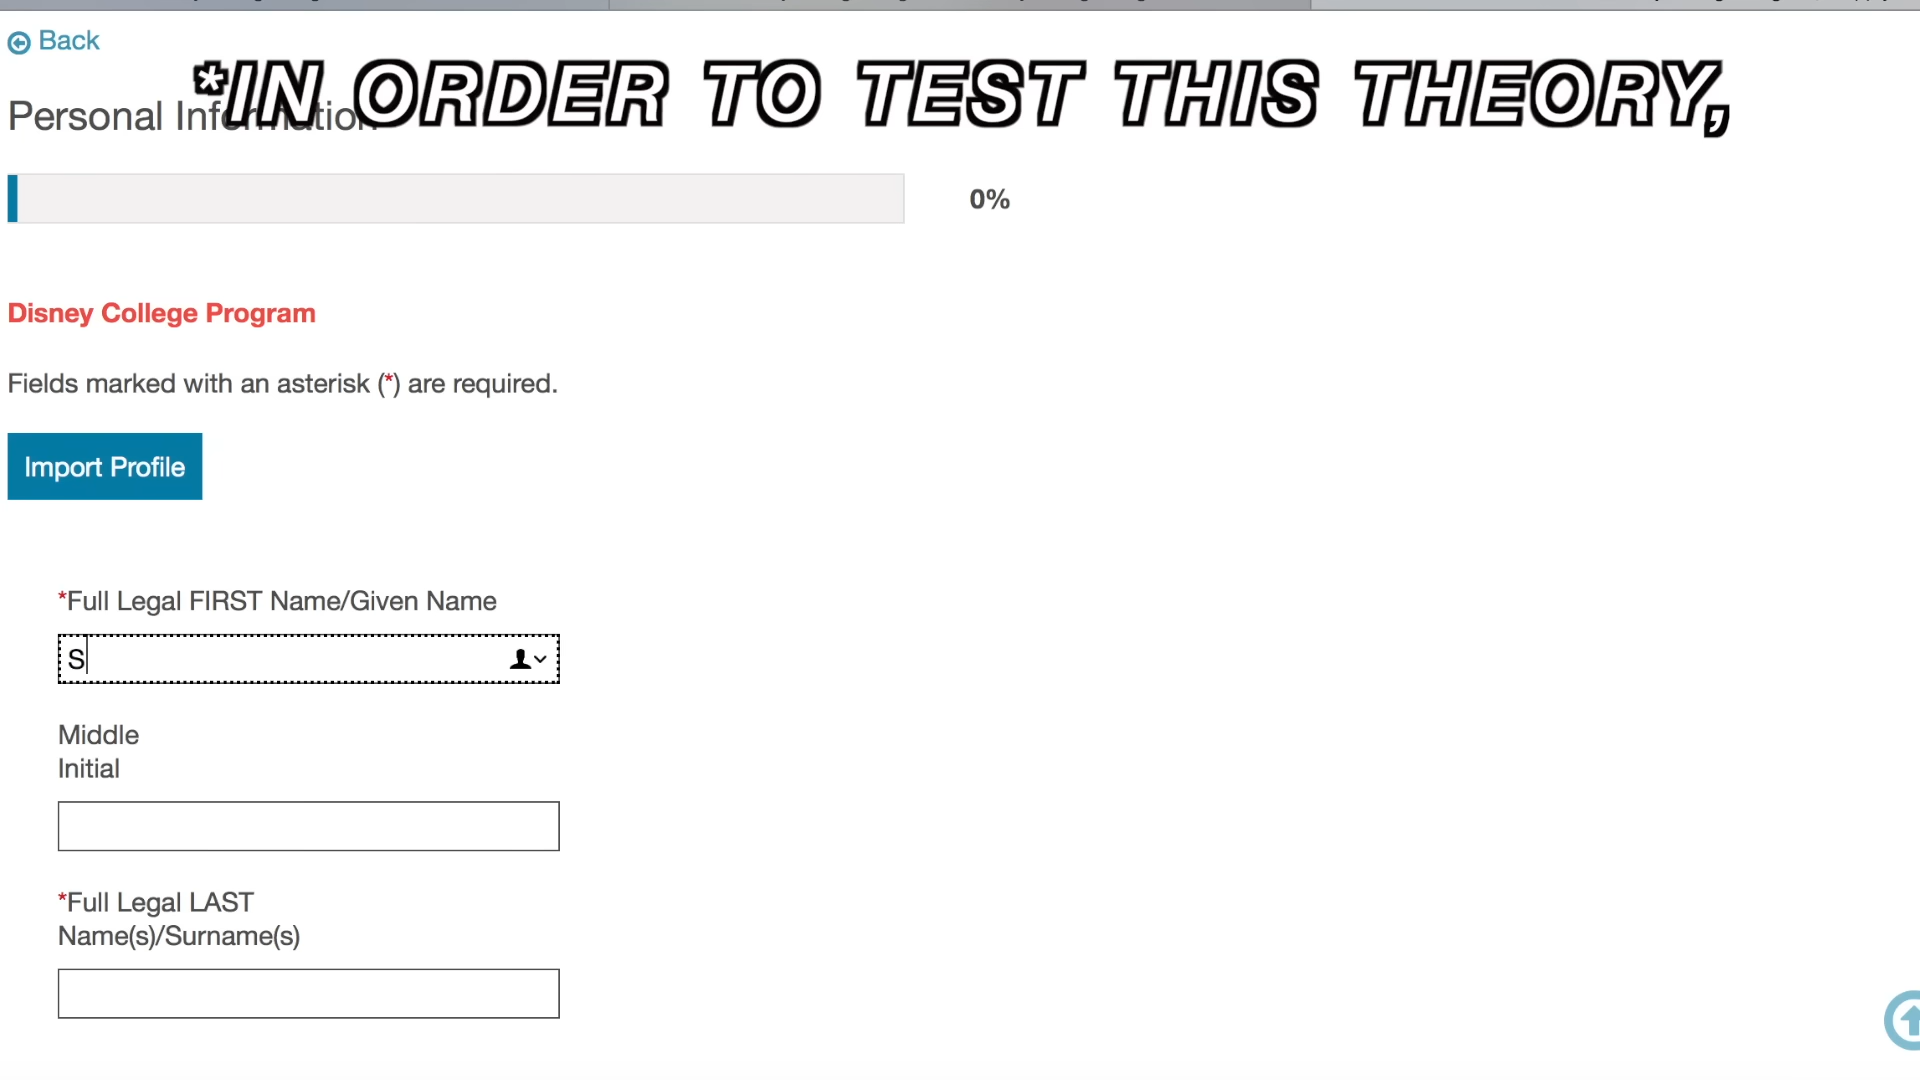 Back
*IN ORDER TO TEST THIS THEORY,
Personal Information
0%
Disney College Program
Fields marked with an asterisk (*) are required.
Import Profile
*Full Legal FIRST Name/Given Name
S
Middle
Initial
*Full Legal LAST
Name(s)/Surname(s)